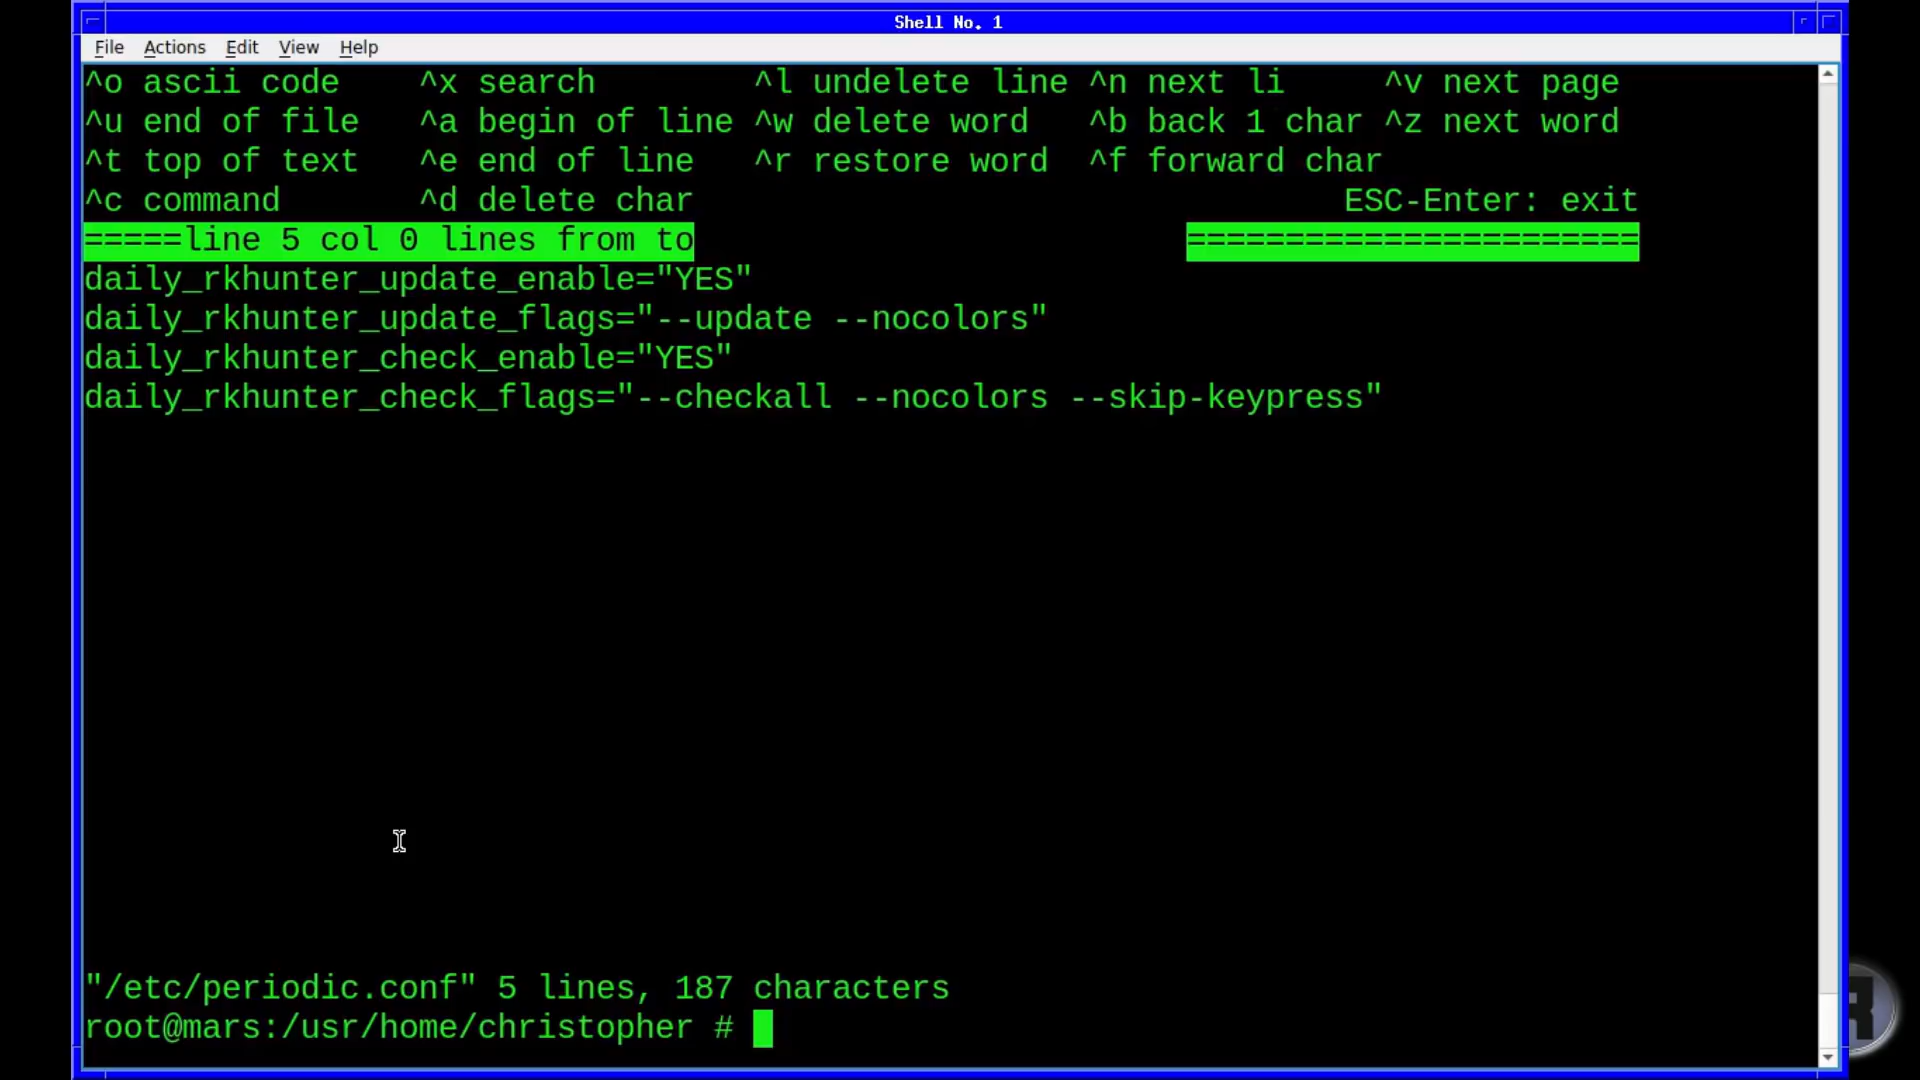 Shell No. 1
File Actions Edit View Help
^o ascii code ^x search ^l undelete line ^n next li ^v next page
^u end of file ^a begin of line ^w delete word ^b back 1 char ^z next word
^t top of text ^e end of line ^r restore word ^f forward char
^c command ^d delete char ESC-Enter: exit
=====line 5 col 0 lines from to =======================
daily_rkhunter_update_enable="YES"
daily_rkhunter_update_flags="--update --nocolors"
daily_rkhunter_check_enable="YES"
daily_rkhunter_check_flags="--checkall --nocolors --skip-keypress"
"/etc/periodic.conf" 5 lines, 187 characters
root@mars:/usr/home/christopher #
R